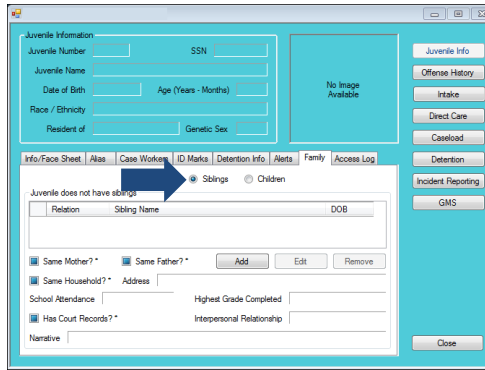 Juvenile Information
Juvenile Number SSN
Juvenile Name
Date of Birth Age (Years - Months)
Race / Ethnicity
Resident of Genetic Sex
No Image
Available
Juvenile Info
Offense History
Intake
Direct Care
Caseload
Detention
Incident Reporting
GMS
Info/Face Sheet Alias Case Workers ID Marks Detention Info Alerts Family Access Log
Siblings Children
Juvenile does not have siblings
Relation Sibling Name DOB
Same Mother? * Same Father? * Add Edit Remove
Same Household? * Address
School Attendance Highest Grade Completed
Has Court Records? * Interpersonal Relationship
Narrative
Close